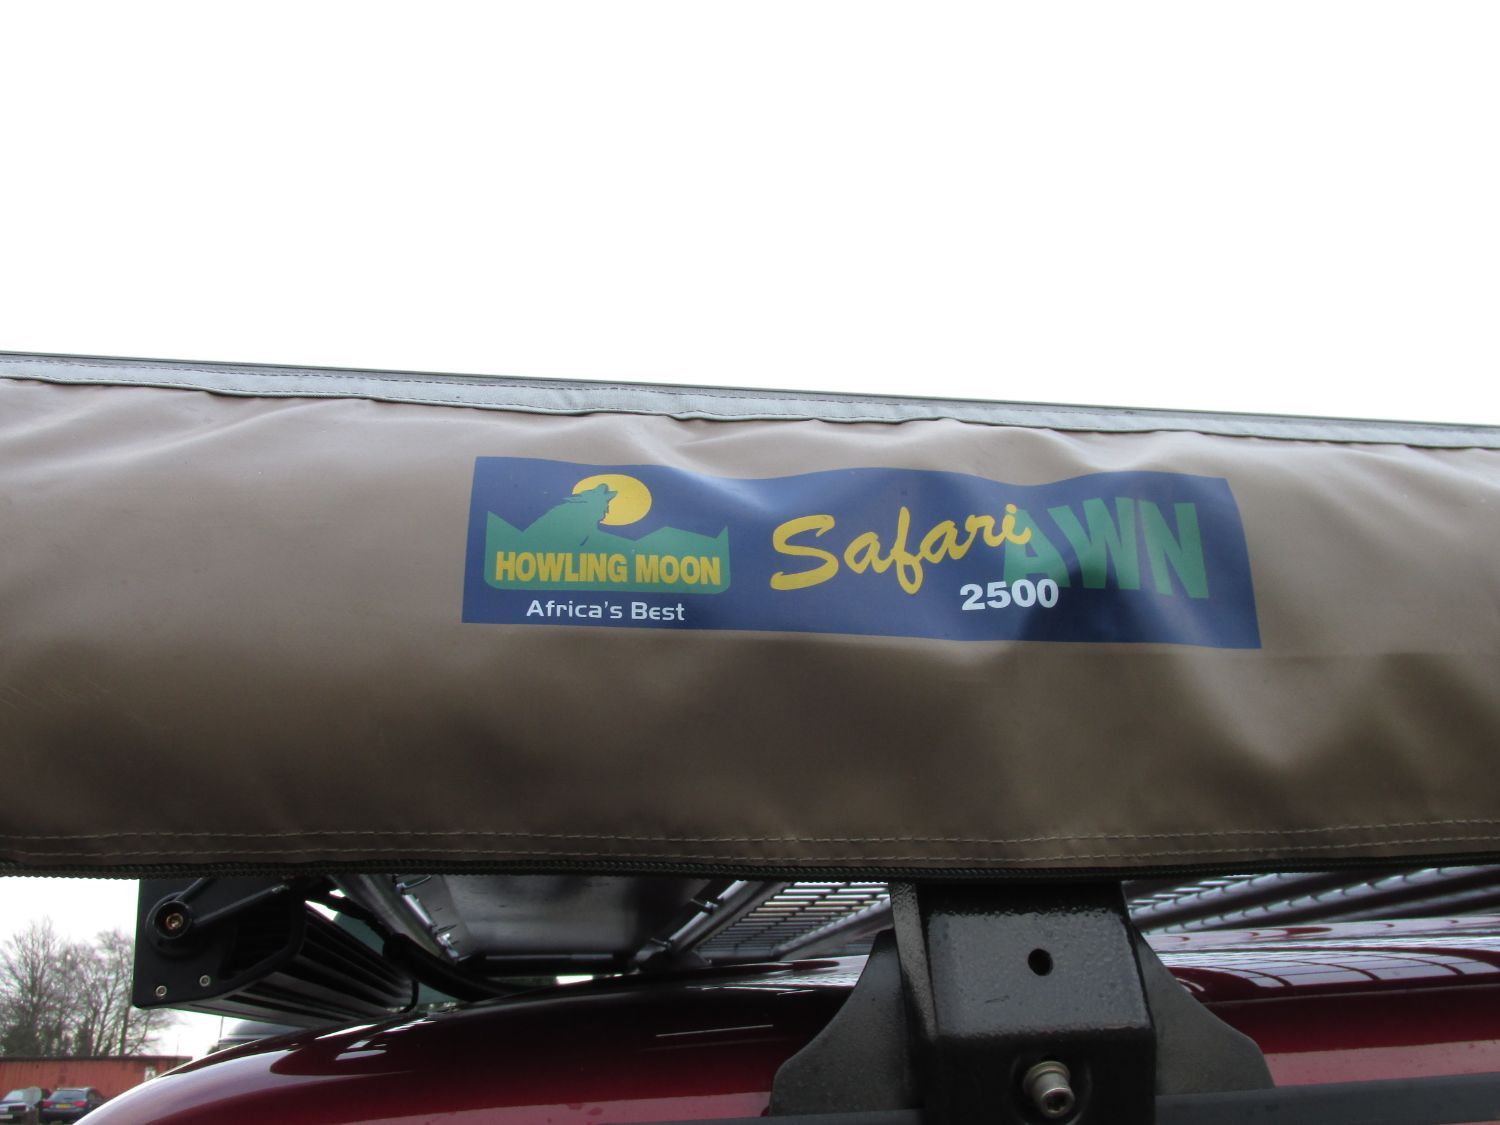 HOWLING MOON
Africa's Best
Safari AWN
2500